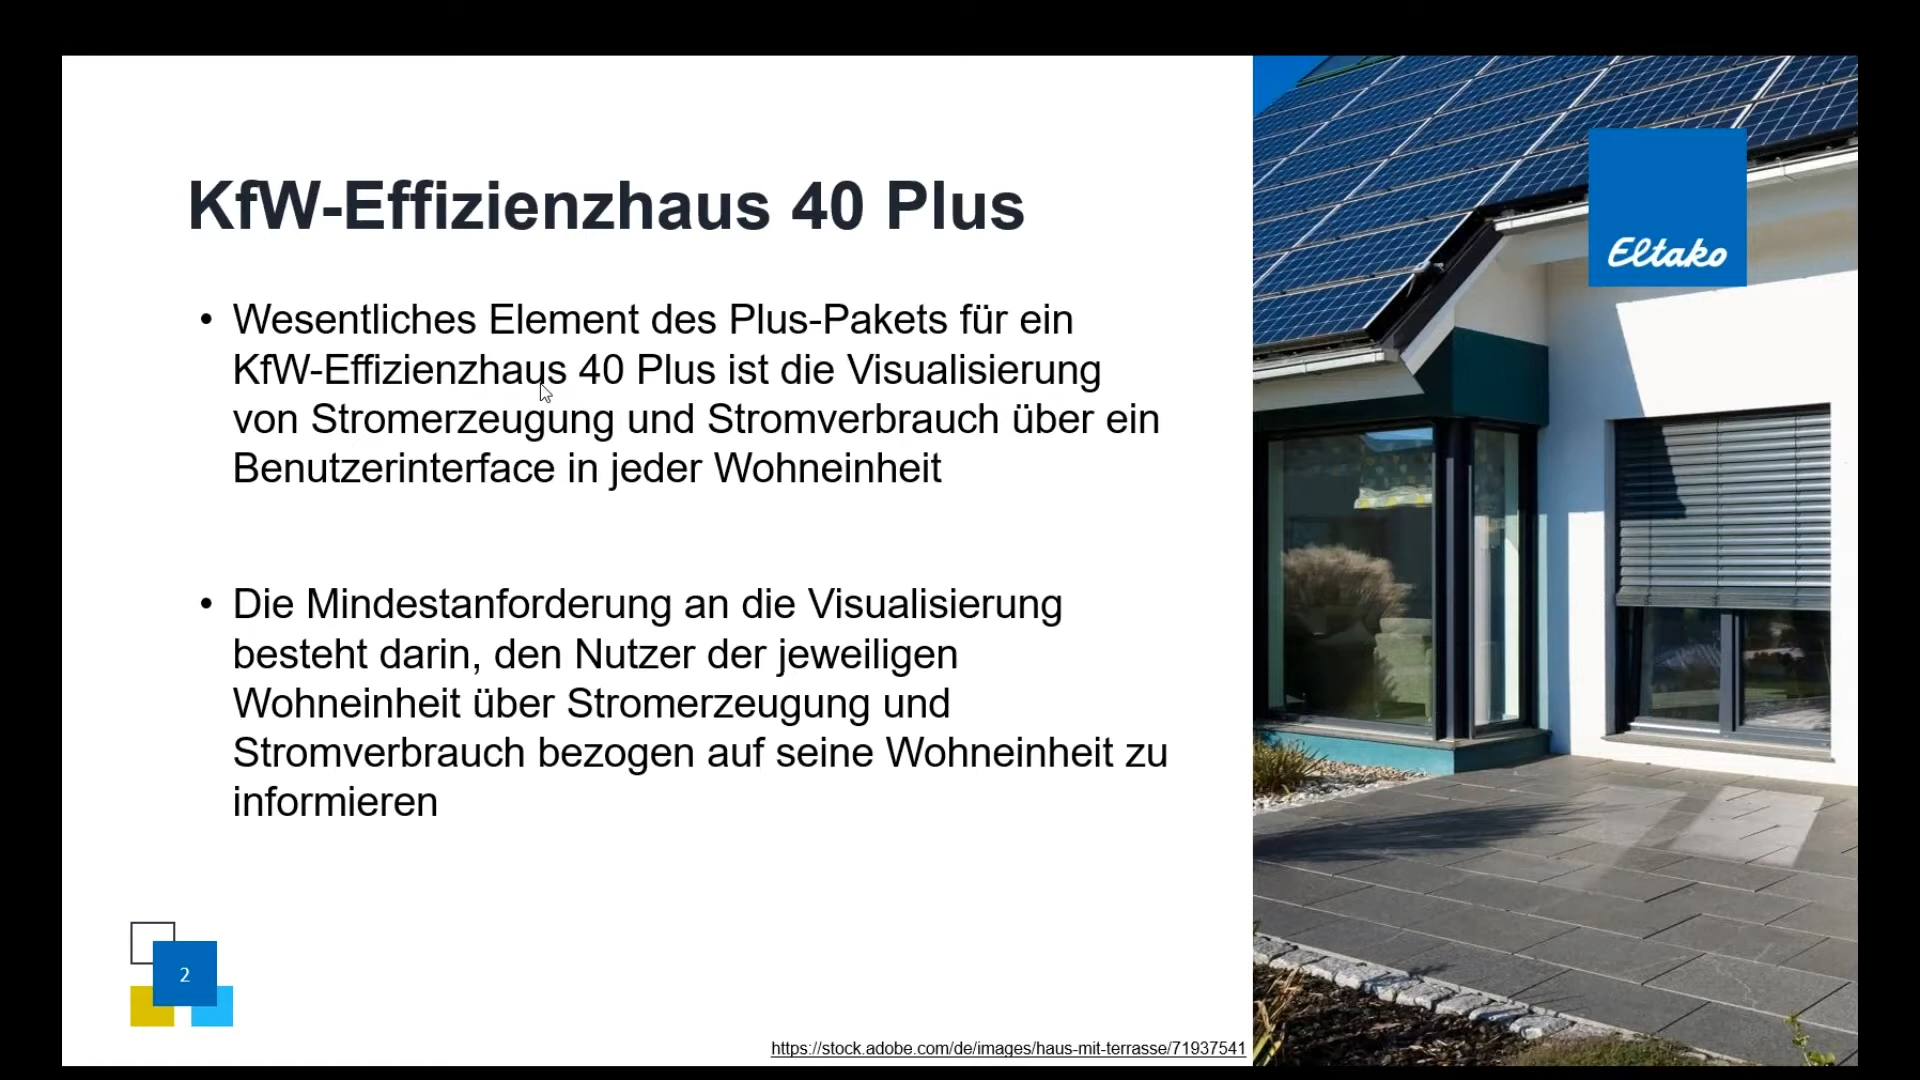 KfW-Effizienzhaus 40 Plus
• Wesentliches Element des Plus-Pakets für ein
KfW-Effizienzhaus 40 Plus ist die Visualisierung
von Stromerzeugung und Stromverbrauch über ein
Benutzerinterface in jeder Wohneinheit
• Die Mindestanforderung an die Visualisierung
besteht darin, den Nutzer der jeweiligen
Wohneinheit über Stromerzeugung und
Stromverbrauch bezogen auf seine Wohneinheit zu
informieren
Eltako
2
https://stock.adobe.com/de/images/haus-mit-terrasse/71937541